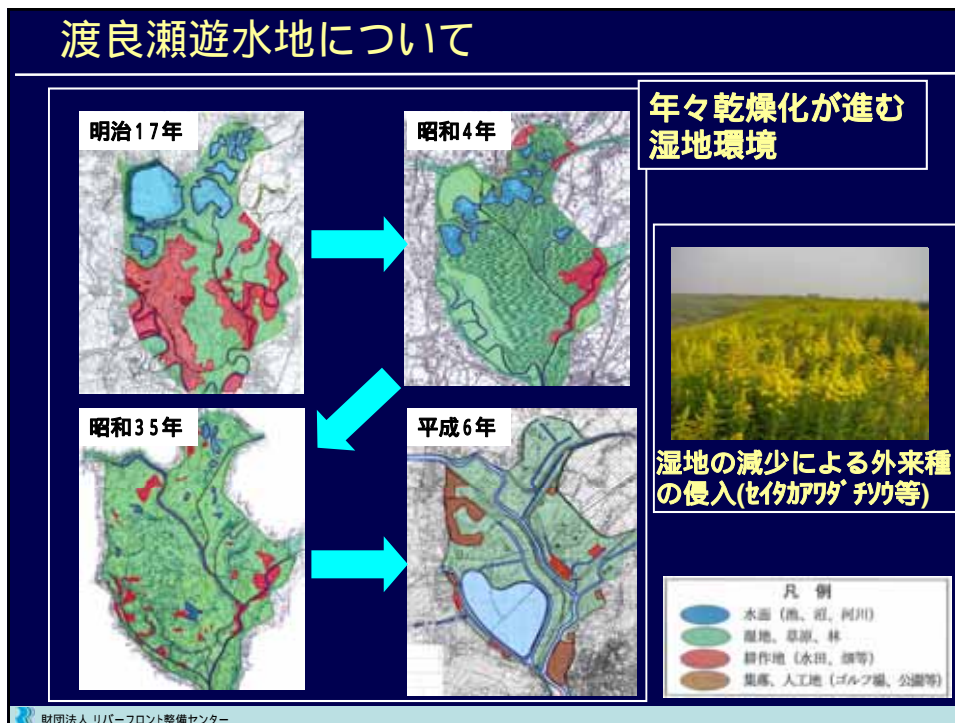 渡良瀬遊水地について
年々乾燥化が進む
湿地環境
明治17年
昭和4年
昭和35年
平成6年
湿地の減少による外来種
の侵入(ｾｲﾀｶｱﾜﾀﾞﾁｿｳ等)
凡 例
水面（池、沼、河川）
湿地、草原、林
耕作地（水田、畑等）
集落、人工地（ゴルフ場、公園等）
財団法人 リバーフロント整備センター